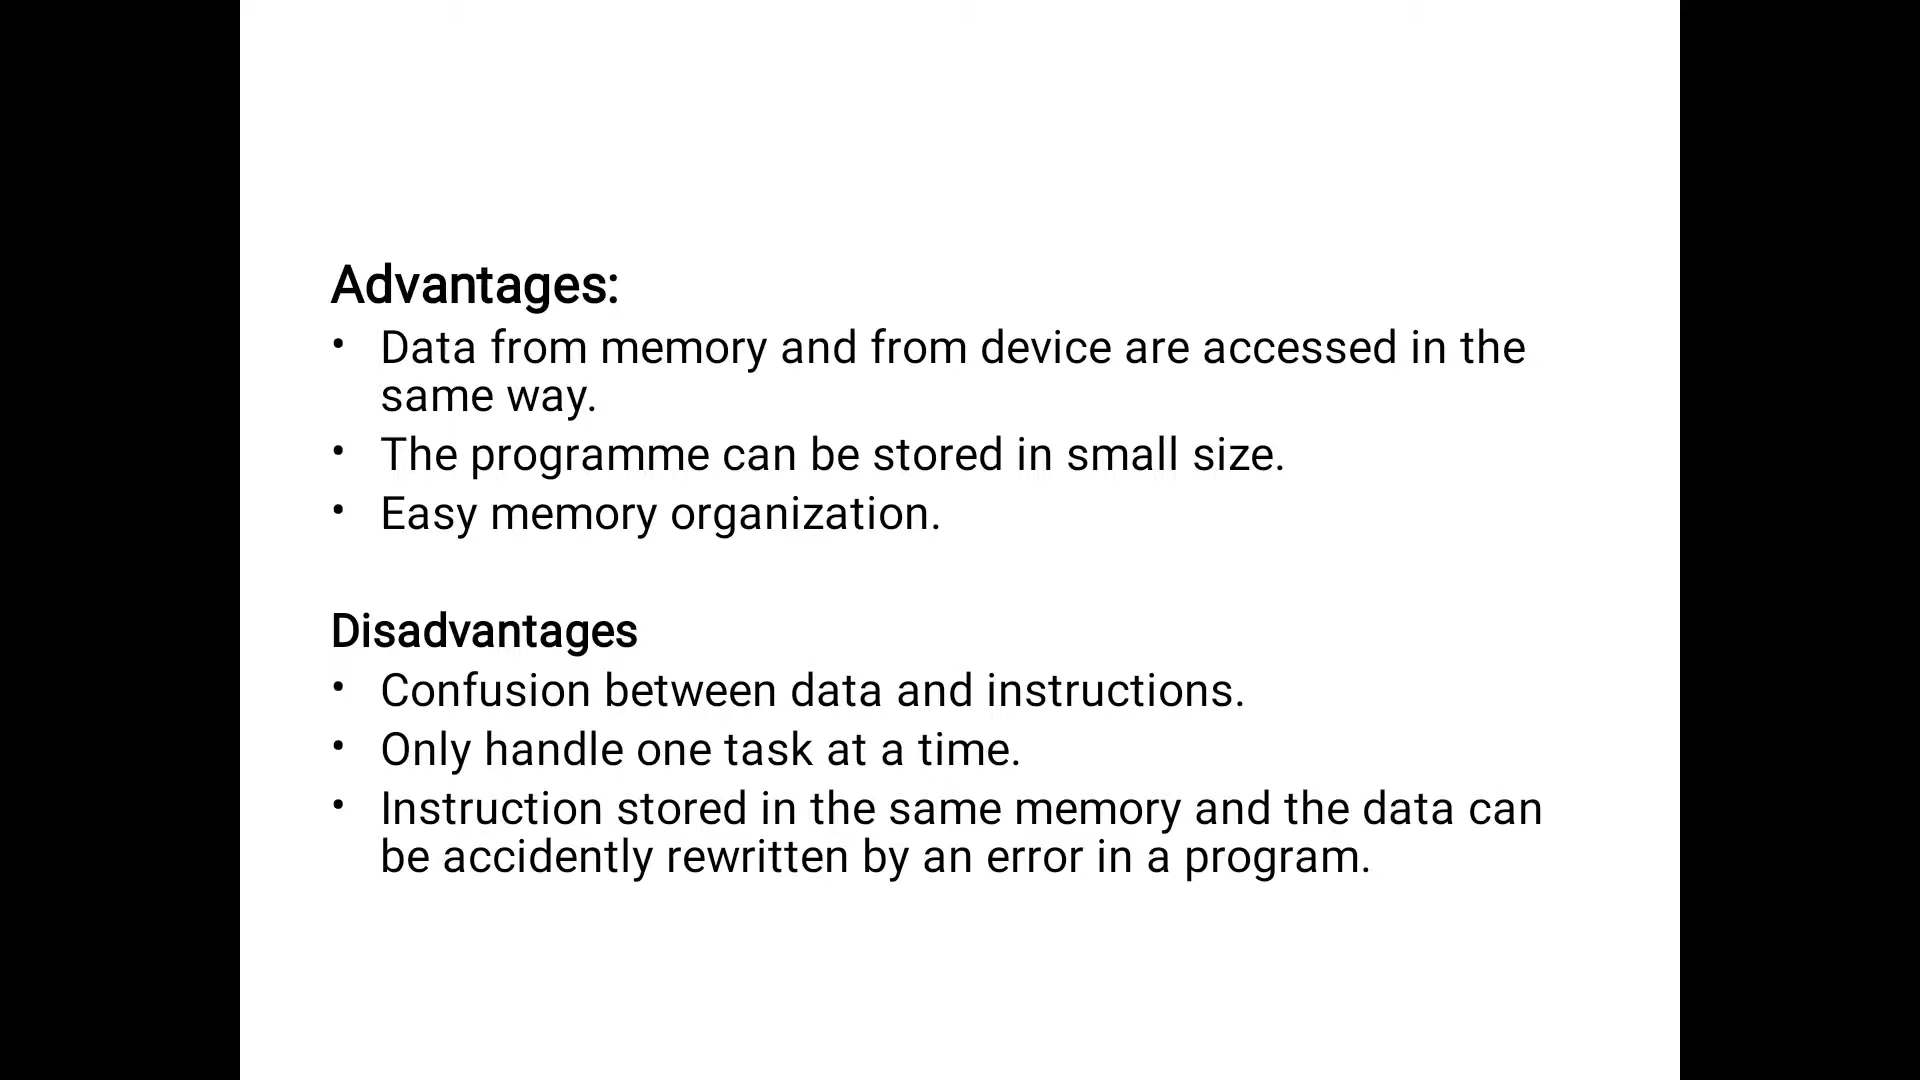 Advantages:
• Data from memory and from device are accessed in the
same way.
• The programme can be stored in small size.
• Easy memory organization.
Disadvantages
• Confusion between data and instructions.
• Only handle one task at a time.
• Instruction stored in the same memory and the data can
be accidently rewritten by an error in a program.